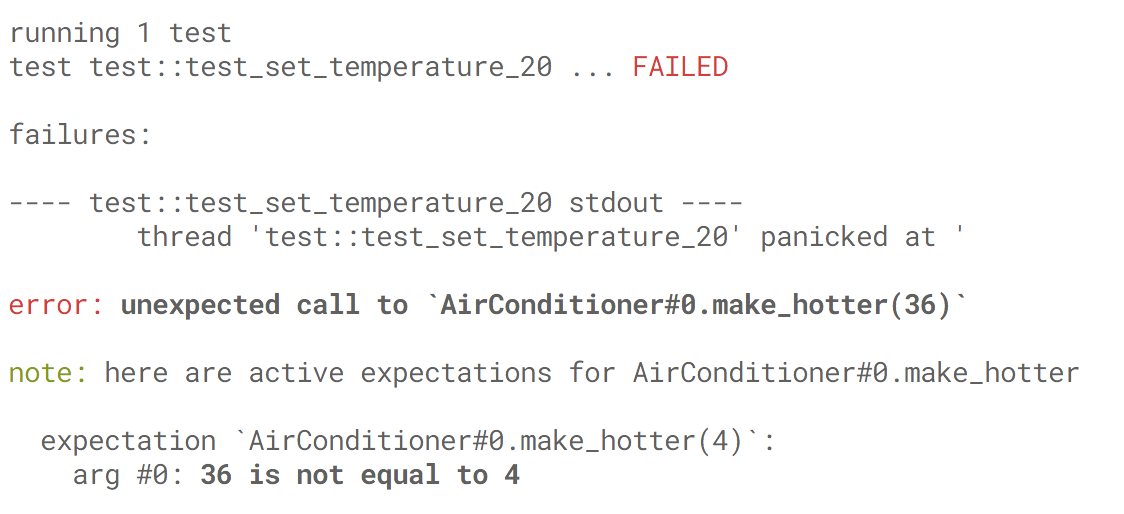 running 1 test
test test::test_set_temperature_20 ... FAILED
failures:
---- test::test_set_temperature_20 stdout ----
thread 'test::test_set_temperature_20' panicked at '
error: unexpected call to `AirConditioner#0.make_hotter(36)`
note: here are active expectations for AirConditioner#0.make_hotter
expectation `AirConditioner#0.make_hotter(4)`:
arg #0: 36 is not equal to 4